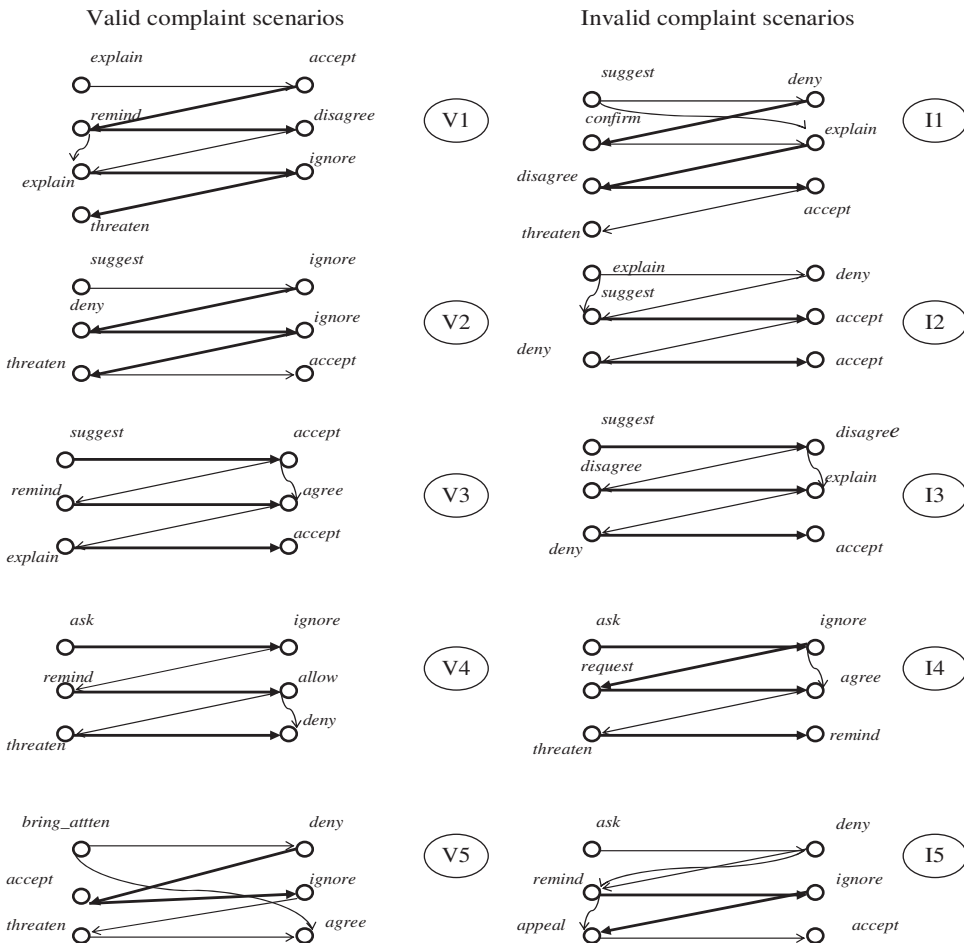 Valid complaint scenarios
Invalid complaint scenarios
explain
accept
remind
disagree
V1
ignore
explain
threaten
suggest
deny
confirm
explain
I1
disagree
accept
threaten
suggest
ignore
deny
ignore
V2
threaten
accept
explain
deny
suggest
accept
I2
deny
accept
suggest
accept
remind
agree
V3
accept
explain
suggest
disagree
disagree
explain
I3
deny
accept
ask
ignore
remind
allow
V4
deny
threaten
ask
ignore
request
agree
I4
threaten
remind
bring_attten
deny
V5
accept
ignore
threaten
agree
ask
deny
I5
remind
ignore
appeal
accept